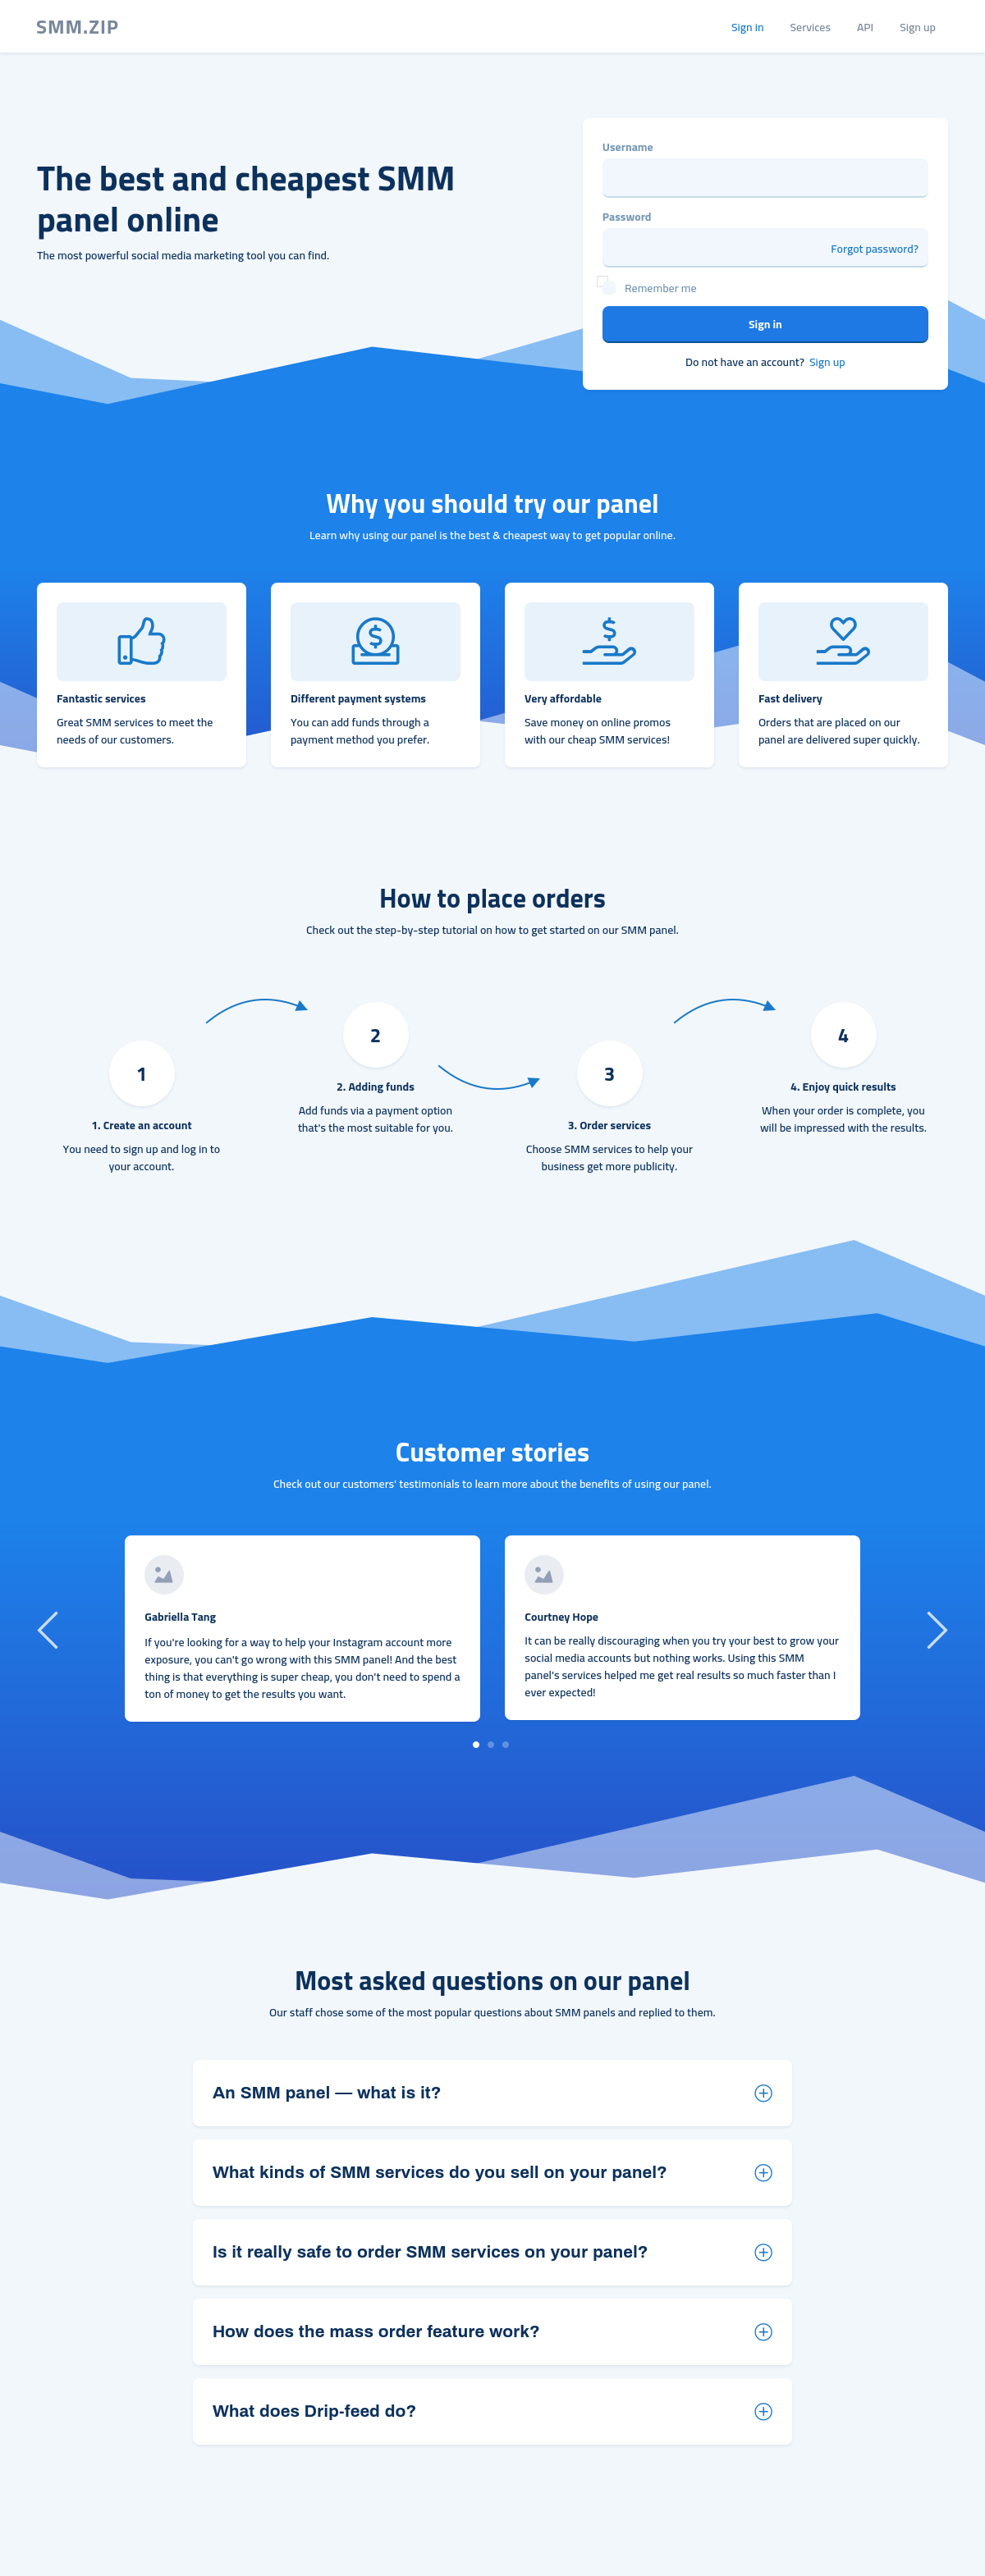 SMM.ZIP
Sign in
Services
API
Sign up
The best and cheapest SMM
panel online
The most powerful social media marketing tool you can find.
Username
Password
Forgot password?
Remember me
Sign in
Do not have an account? Sign up
Why you should try our panel
Learn why using our panel is the best & cheapest way to get popular online.
Fantastic services
Great SMM services to meet the
needs of our customers.
Different payment systems
You can add funds through a
payment method you prefer.
Very affordable
Save money on online promos
with our cheap SMM services!
Fast delivery
Orders that are placed on our
panel are delivered super quickly.
How to place orders
Check out the step-by-step tutorial on how to get started on our SMM panel.
1
1. Create an account
You need to sign up and log in to
your account.
2
2. Adding funds
Add funds via a payment option
that's the most suitable for you.
3
3. Order services
Choose SMM services to help your
business get more publicity.
4
4. Enjoy quick results
When your order is complete, you
will be impressed with the results.
Customer stories
Check out our customers' testimonials to learn more about the benefits of using our panel.
Gabriella Tang
If you're looking for a way to help your Instagram account more
exposure, you can't go wrong with this SMM panel! And the best
thing is that everything is super cheap, you don't need to spend a
ton of money to get the results you want.
Courtney Hope
It can be really discouraging when you try your best to grow your
social media accounts but nothing works. Using this SMM
panel's services helped me get real results so much faster than I
ever expected!
Most asked questions on our panel
Our staff chose some of the most popular questions about SMM panels and replied to them.
An SMM panel — what is it?
What kinds of SMM services do you sell on your panel?
Is it really safe to order SMM services on your panel?
How does the mass order feature work?
What does Drip-feed do?